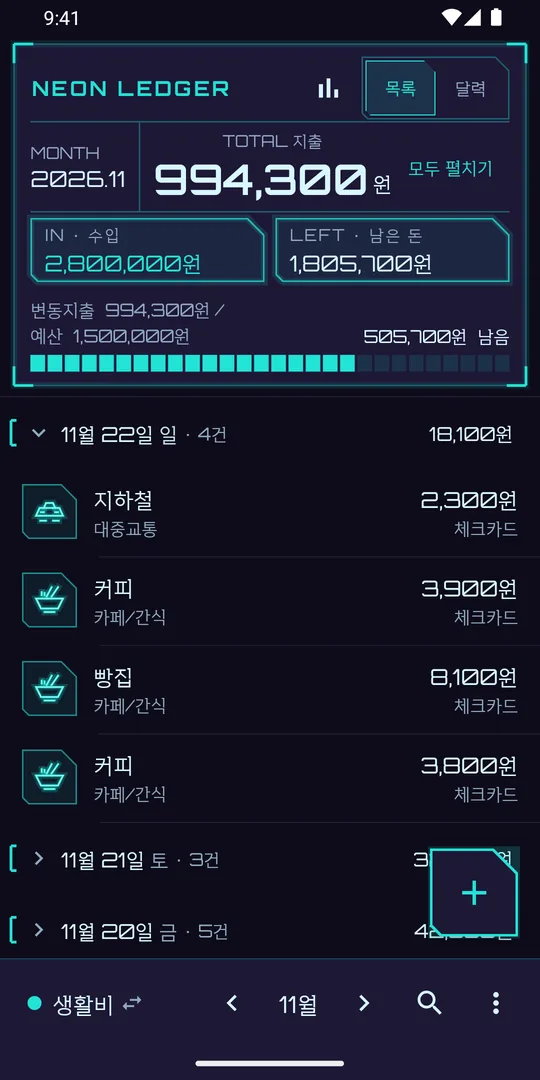 9:41
NEON LEDGER
목록
달력
MONTH
2026.11
TOTAL 지출
994,300 원
모두 펼치기
IN · 수입
2,800,000원
LEFT · 남은 돈
1,805,700원
변동지출 994,300원 /
예산 1,500,000원
505,700원 남음
11월 22일 일 · 4건
18,100원
지하철
2,300원
대중교통
체크카드
커피
3,900원
카페/간식
체크카드
빵집
8,100원
카페/간식
체크카드
커피
3,800원
카페/간식
체크카드
11월 21일 토 · 3건
11월 20일 금 · 5건
생활비
11월